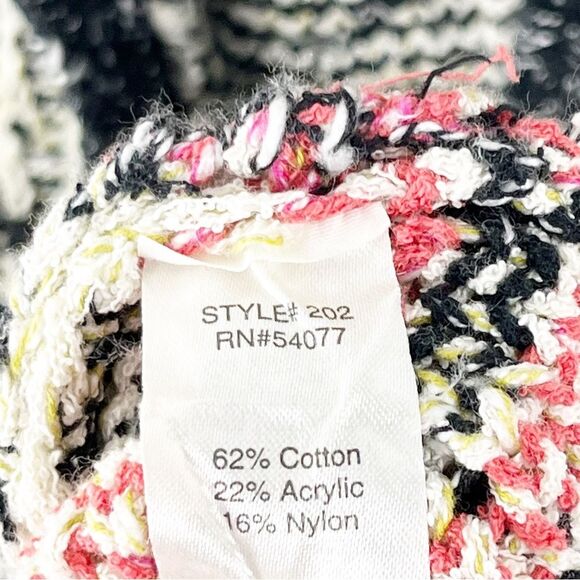 STYLE# 202
RN#54077
62% Cotton
22% Acrylic
16% Nylon